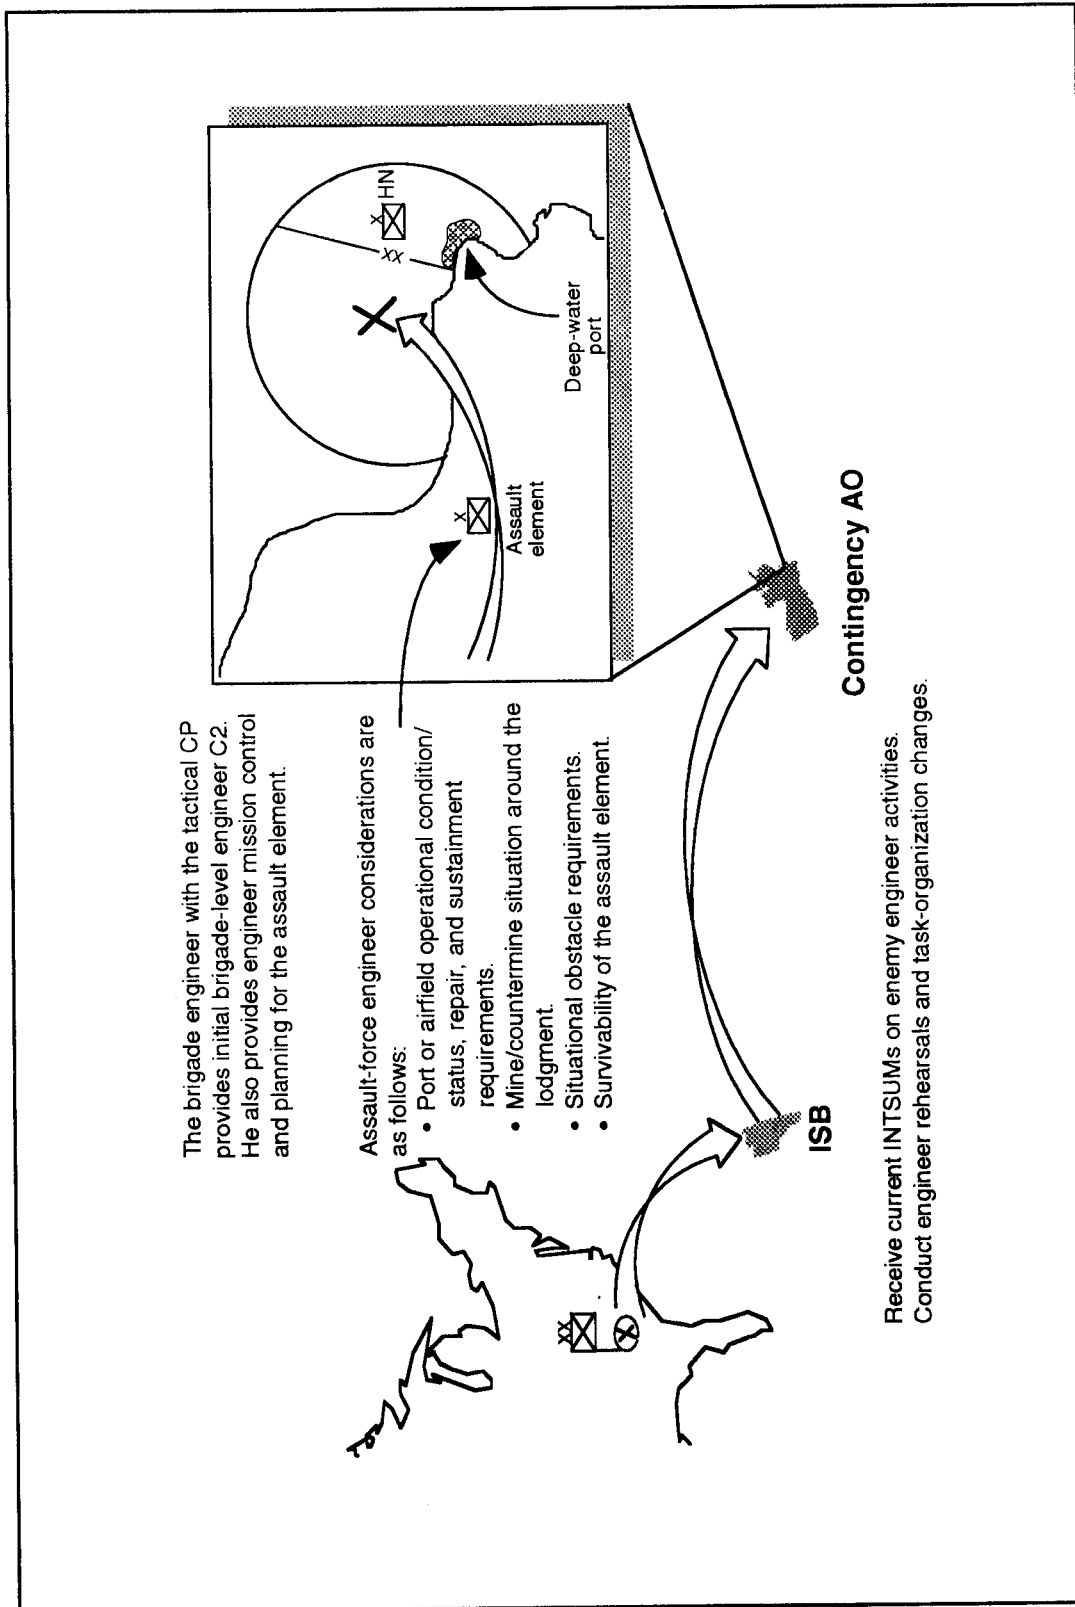 The brigade engineer with the tactical CP
provides initial brigade-level engineer C2.
He also provides engineer mission control
and planning for the assault element.
Assault-force engineer considerations are
as follows:
• Port or airfield operational condition/
status, repair, and sustainment
requirements.
• Mine/countermine situation around the
lodgment.
• Situational obstacle requirements.
• Survivability of the assault element.
X
Assault
element
XX
X
HN
Deep-water
port
XX
ISB
Contingency AO
Receive current INTSUMs on enemy engineer activities.
Conduct engineer rehearsals and task-organization changes.